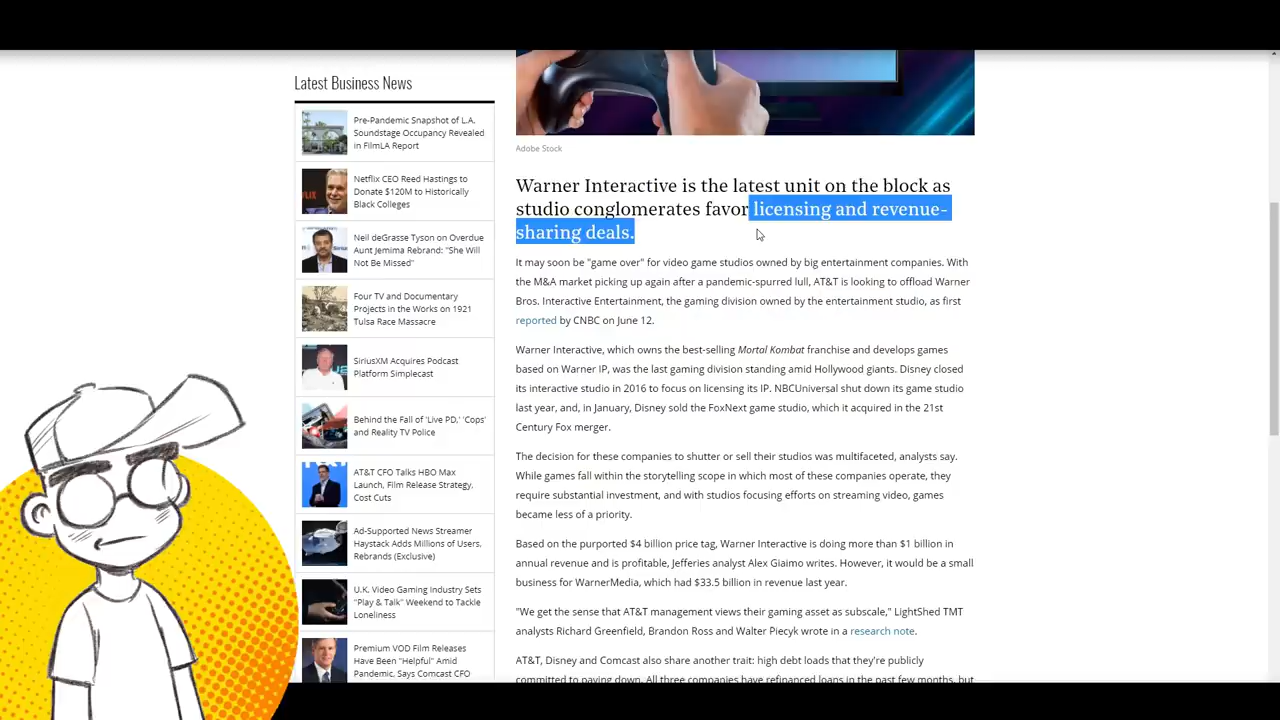 Latest Business News
Pre-Pandemic Snapshot of L.A.
Soundstage Occupancy Revealed
in FilmLA Report
Netflix CEO Reed Hastings to
Donate $120M to Historically
Black Colleges
Neil deGrasse Tyson on Overdue
Aunt Jemima Rebrand: "She Will
Not Be Missed"
Four TV and Documentary
Projects in the Works on 1921
Tulsa Race Massacre
SiriusXM Acquires Podcast
Platform Simplecast
Behind the Fall of 'Live PD,' 'Cops'
and Reality TV Police
AT&T CFO Talks HBO Max
Launch, Film Release Strategy,
Cost Cuts
Ad-Supported News Streamer
Haystack Adds Millions of Users,
Rebrands (Exclusive)
U.K. Video Gaming Industry Sets
"Play & Talk" Weekend to Tackle
Loneliness
Premium VOD Film Releases
Have Been "Helpful" Amid
Pandemic, Says Comcast CFO
Adobe Stock
Warner Interactive is the latest unit on the block as
studio conglomerates favor licensing and revenue-
sharing deals.
It may soon be "game over" for video game studios owned by big entertainment companies. With
the M&A market picking up again after a pandemic-spurred lull, AT&T is looking to offload Warner
Bros. Interactive Entertainment, the gaming division owned by the entertainment studio, as first
reported by CNBC on June 12.
Warner Interactive, which owns the best-selling Mortal Kombat franchise and develops games
based on Warner IP, was the last gaming division standing amid Hollywood giants. Disney closed
its interactive studio in 2016 to focus on licensing its IP. NBCUniversal shut down its game studio
last year, and, in January, Disney sold the FoxNext game studio, which it acquired in the 21st
Century Fox merger.
The decision for these companies to shutter or sell their studios was multifaceted, analysts say.
While games fall within the storytelling scope in which most of these companies operate, they
require substantial investment, and with studios focusing efforts on streaming video, games
became less of a priority.
Based on the purported $4 billion price tag, Warner Interactive is doing more than $1 billion in
annual revenue and is profitable, Jefferies analyst Alex Giaimo writes. However, it would be a small
business for WarnerMedia, which had $33.5 billion in revenue last year.
"We get the sense that AT&T management views their gaming asset as subscale," LightShed TMT
analysts Richard Greenfield, Brandon Ross and Walter Piecyk wrote in a research note.
AT&T, Disney and Comcast also share another trait: high debt loads that they're publicly
committed to paying down. All three companies have refinanced loans in the past few months, but